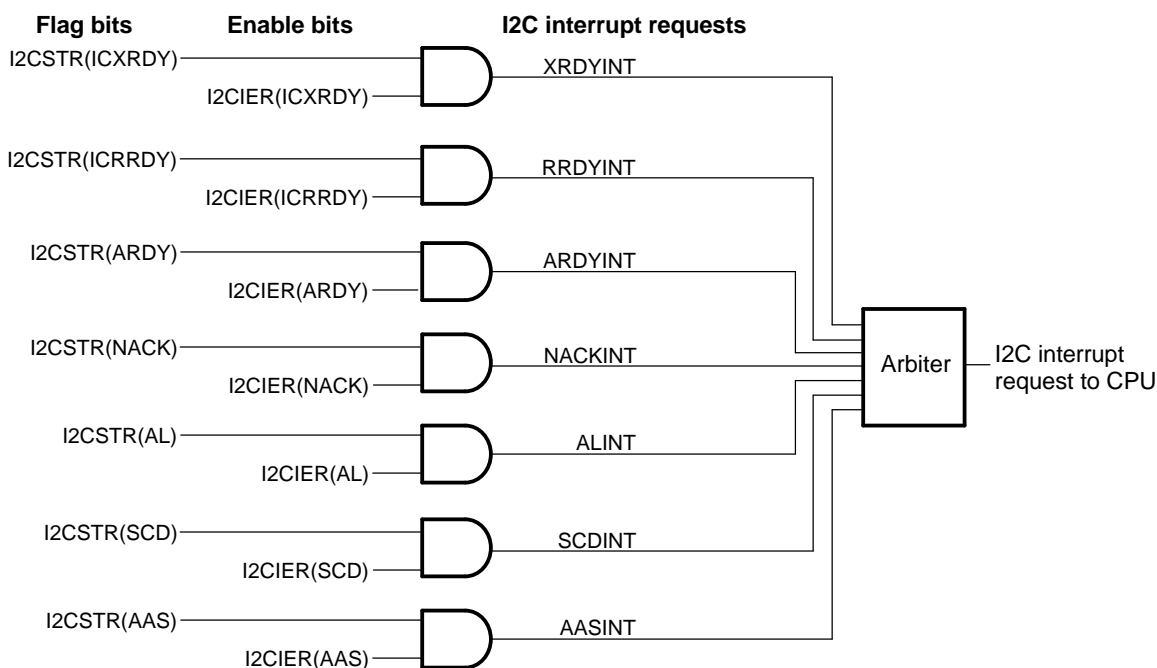 Flag bits Enable bits I2C interrupt requests
I2CSTR(ICXRDY)
XRDYINT
I2CIER(ICXRDY)
I2CSTR(ICRRDY)
RRDYINT
I2CIER(ICRRDY)
I2CSTR(ARDY)
ARDYINT
I2CIER(ARDY)
I2CSTR(NACK)
NACKINT
I2CIER(NACK)
Arbiter
I2C interrupt
request to CPU
I2CSTR(AL)
ALINT
I2CIER(AL)
I2CSTR(SCD)
SCDINT
I2CIER(SCD)
I2CSTR(AAS)
AASINT
I2CIER(AAS)